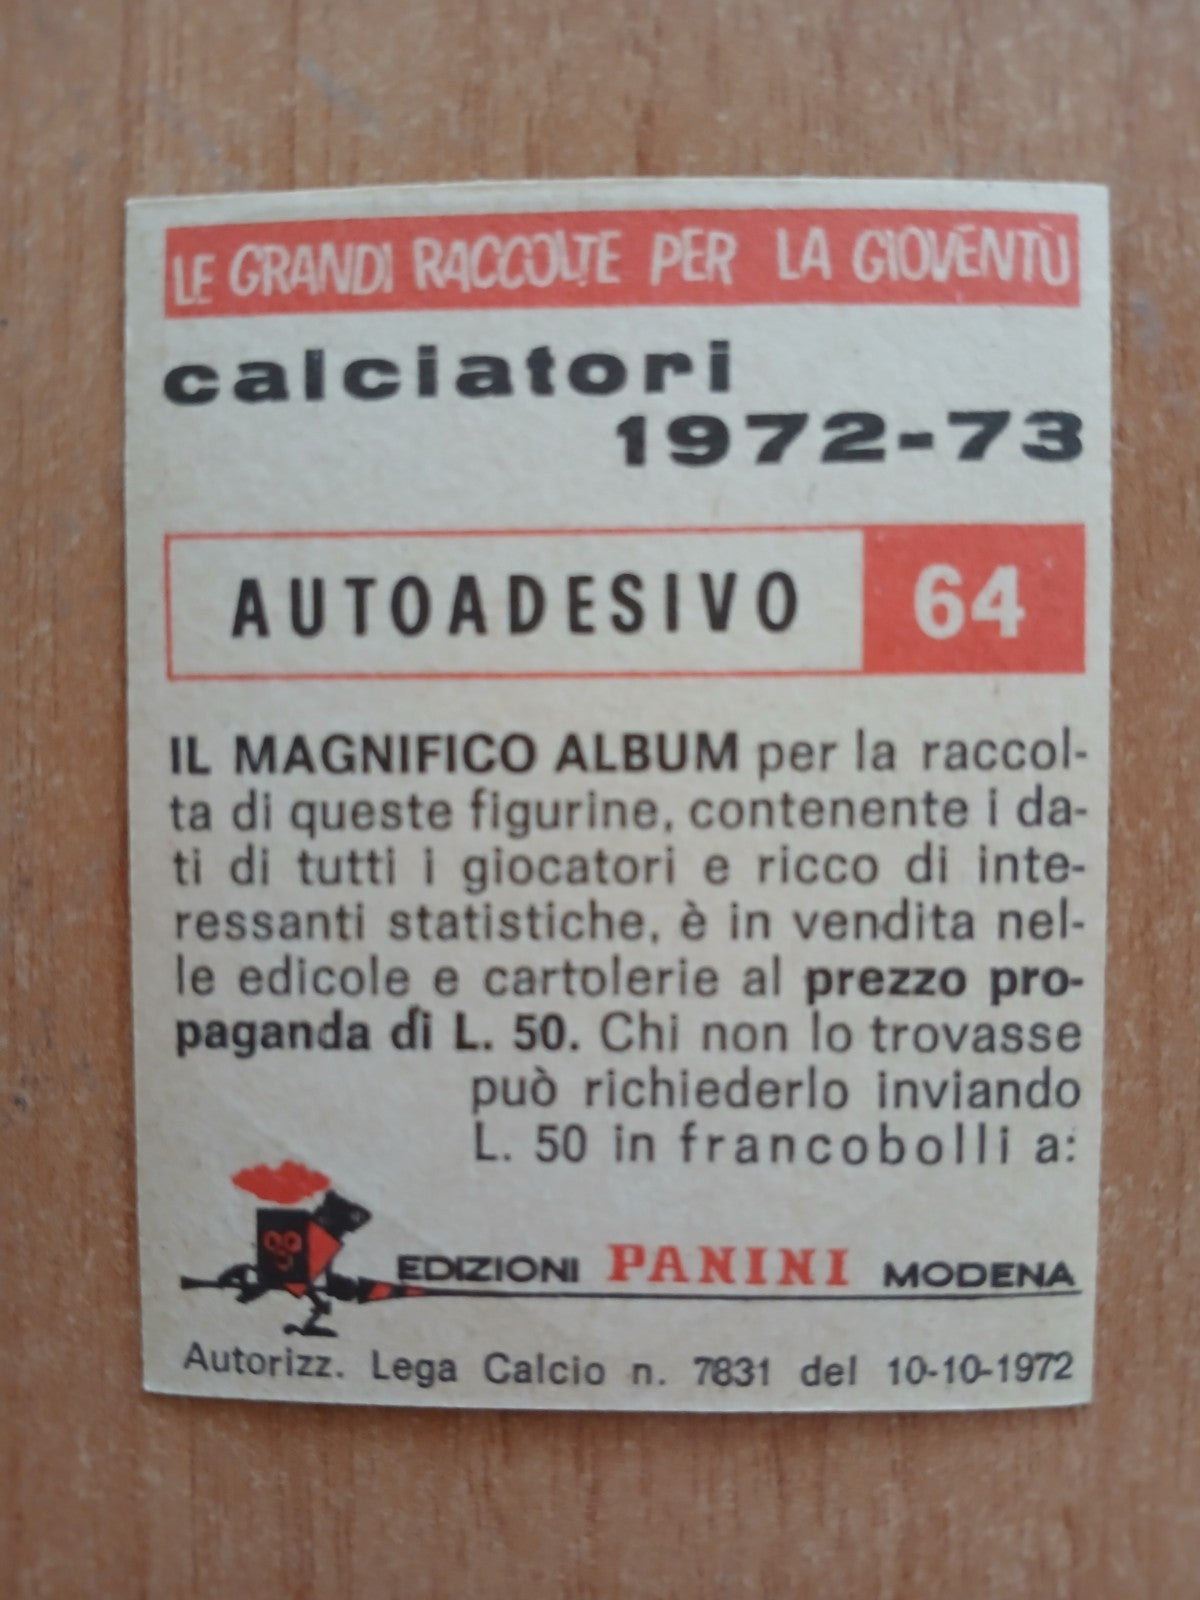 LE GRANDI RACCOLTE PER LA GIOVENTÙ
calciatori
1972-73
AUTOADESIVO 64
IL MAGNIFICO ALBUM per la raccol-
ta di queste figurine, contenente i da-
ti di tutti i giocatori e ricco di inte-
ressanti statistiche, è in vendita nel-
le edicole e cartolerie al prezzo pro-
paganda di L. 50. Chi non lo trovasse
può richiederlo inviando
L. 50 in francobolli a:
EDIZIONI PANINI MODENA
Autorizz. Lega Calcio n. 7831 del 10-10-1972